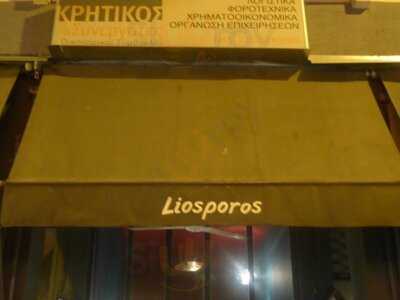 ΚΡΗΤΙΚΟΣ
ΛΟΓΙΣΤΙΚΑ
ΦΟΡΟΤΕΧΝΙΚΑ
ΧΡΗΜΑΤΟΟΙΚΟΝΟΜΙΚΑ
ΟΡΓΑΝΩΣΗ ΕΠΙΧΕΙΡΗΣΕΩΝ
Liosporos